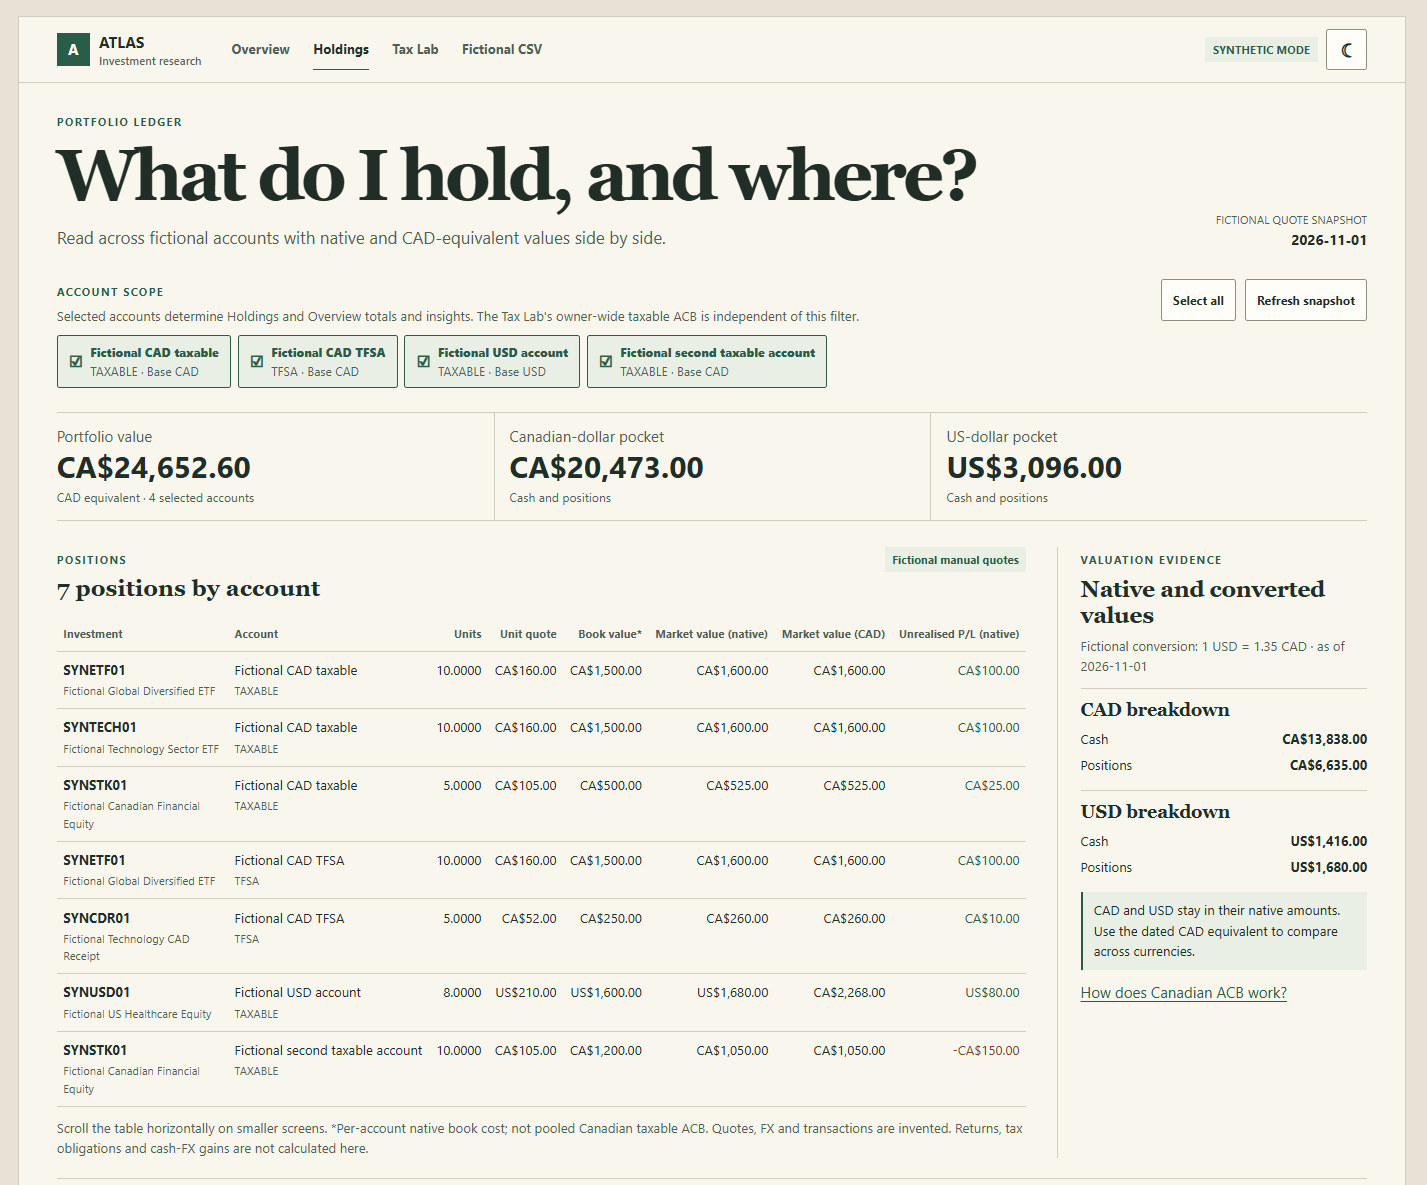 A
ATLAS
Investment research
Overview
Holdings
Tax Lab
Fictional CSV
SYNTHETIC MODE
PORTFOLIO LEDGER
What do I hold, and where?
Read across fictional accounts with native and CAD-equivalent values side by side.
FICTIONAL QUOTE SNAPSHOT
2026-11-01
ACCOUNT SCOPE
Selected accounts determine Holdings and Overview totals and insights. The Tax Lab's owner-wide taxable ACB is independent of this filter.
Select all
Refresh snapshot
Fictional CAD taxable
TAXABLE · Base CAD
Fictional CAD TFSA
TFSA · Base CAD
Fictional USD account
TAXABLE · Base USD
Fictional second taxable account
TAXABLE · Base CAD
Portfolio value
CA$24,652.60
CAD equivalent · 4 selected accounts
Canadian-dollar pocket
CA$20,473.00
Cash and positions
US-dollar pocket
US$3,096.00
Cash and positions
POSITIONS
7 positions by account
Fictional manual quotes
Investment Account Units Unit quote Book value* Market value (native) Market value (CAD) Unrealised P/L (native)
SYNETF01 Fictional CAD taxable 10.0000 CA$160.00 CA$1,500.00 CA$1,600.00 CA$1,600.00 CA$100.00
Fictional Global Diversified ETF TAXABLE
SYNTECH01 Fictional CAD taxable 10.0000 CA$160.00 CA$1,500.00 CA$1,600.00 CA$1,600.00 CA$100.00
Fictional Technology Sector ETF TAXABLE
SYNSTK01 Fictional CAD taxable 5.0000 CA$105.00 CA$500.00 CA$525.00 CA$525.00 CA$25.00
Fictional Canadian Financial TAXABLE
Equity
SYNETF01 Fictional CAD TFSA 10.0000 CA$160.00 CA$1,500.00 CA$1,600.00 CA$1,600.00 CA$100.00
Fictional Global Diversified ETF TFSA
SYNCDR01 Fictional CAD TFSA 5.0000 CA$52.00 CA$250.00 CA$260.00 CA$260.00 CA$10.00
Fictional Technology CAD TFSA
Receipt
SYNUSD01 Fictional USD account 8.0000 US$210.00 US$1,600.00 US$1,680.00 CA$2,268.00 US$80.00
Fictional US Healthcare Equity TAXABLE
SYNSTK01 Fictional second taxable account 10.0000 CA$105.00 CA$1,200.00 CA$1,050.00 CA$1,050.00 -CA$150.00
Fictional Canadian Financial TAXABLE
Equity
Scroll the table horizontally on smaller screens. *Per-account native book cost; not pooled Canadian taxable ACB. Quotes, FX and transactions are invented. Returns, tax
obligations and cash-FX gains are not calculated here.
VALUATION EVIDENCE
Native and converted
values
Fictional conversion: 1 USD = 1.35 CAD · as of
2026-11-01
CAD breakdown
Cash CA$13,838.00
Positions CA$6,635.00
USD breakdown
Cash US$1,416.00
Positions US$1,680.00
CAD and USD stay in their native amounts.
Use the dated CAD equivalent to compare
across currencies.
How does Canadian ACB work?